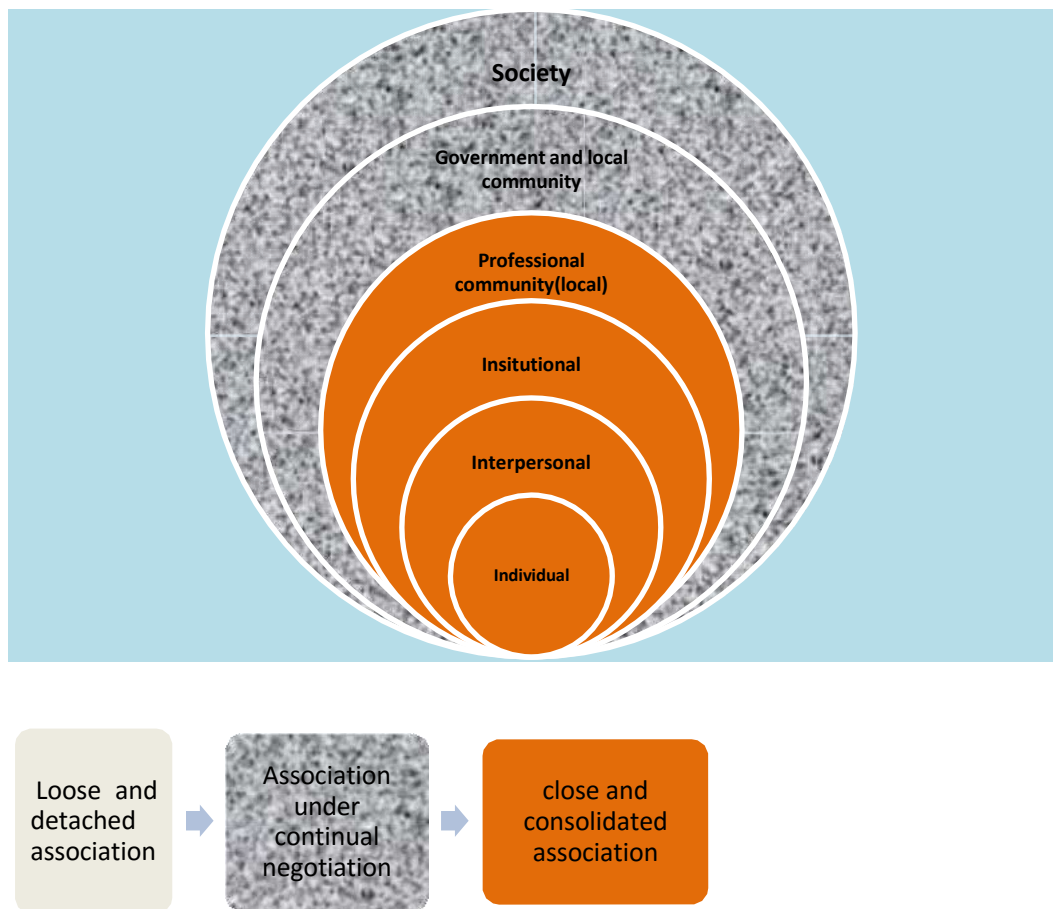 Society
Government and local
community
Professional
community(local)
Insitutional
Interpersonal
Individual
Loose and
detached
association
Association
under
continual
negotiation
close and
consolidated
association